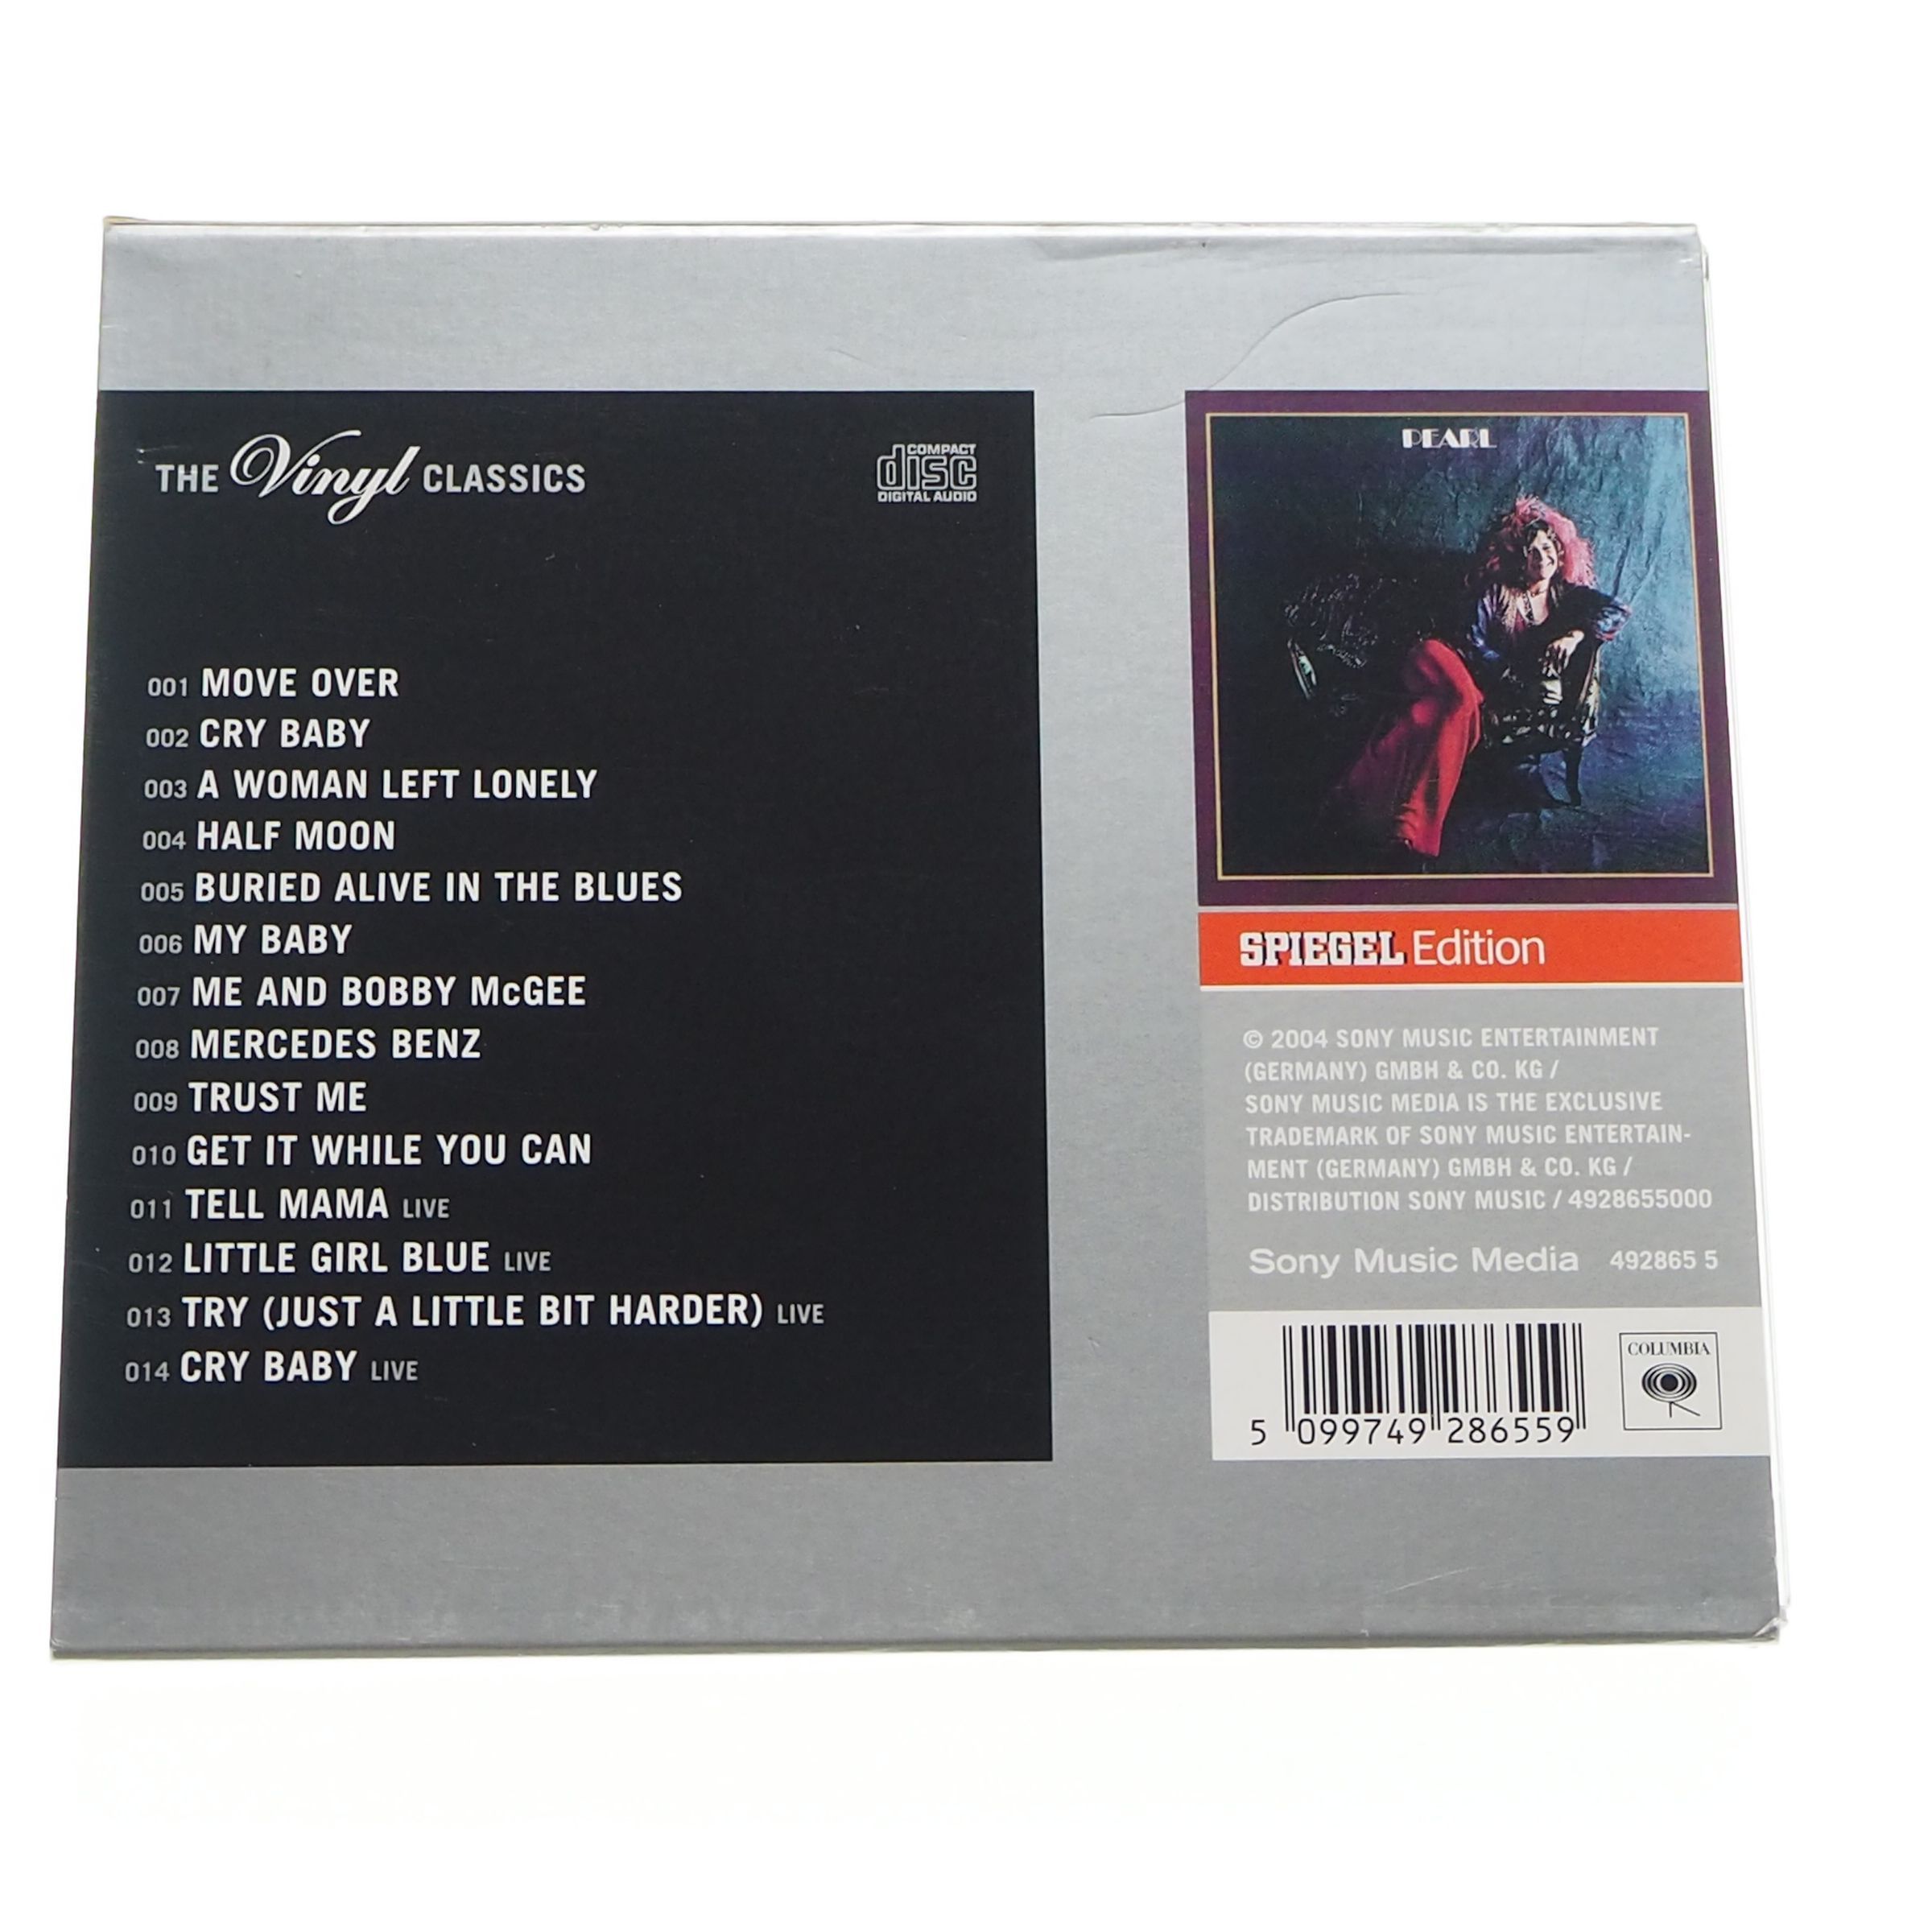 THE Vinyl CLASSICS
COMPACT
disc
DIGITAL AUDIO
001 MOVE OVER
002 CRY BABY
003 A WOMAN LEFT LONELY
004 HALF MOON
005 BURIED ALIVE IN THE BLUES
006 MY BABY
007 ME AND BOBBY McGEE
008 MERCEDES BENZ
009 TRUST ME
010 GET IT WHILE YOU CAN
011 TELL MAMA LIVE
012 LITTLE GIRL BLUE LIVE
013 TRY (JUST A LITTLE BIT HARDER) LIVE
014 CRY BABY LIVE
PEARL
SPIEGEL Edition
© 2004 SONY MUSIC ENTERTAINMENT
(GERMANY) GMBH & CO. KG /
SONY MUSIC MEDIA IS THE EXCLUSIVE
TRADEMARK OF SONY MUSIC ENTERTAIN-
MENT (GERMANY) GMBH & CO. KG /
DISTRIBUTION SONY MUSIC / 4928655000
Sony Music Media 492865 5
5 099749 286559
COLUMBIA